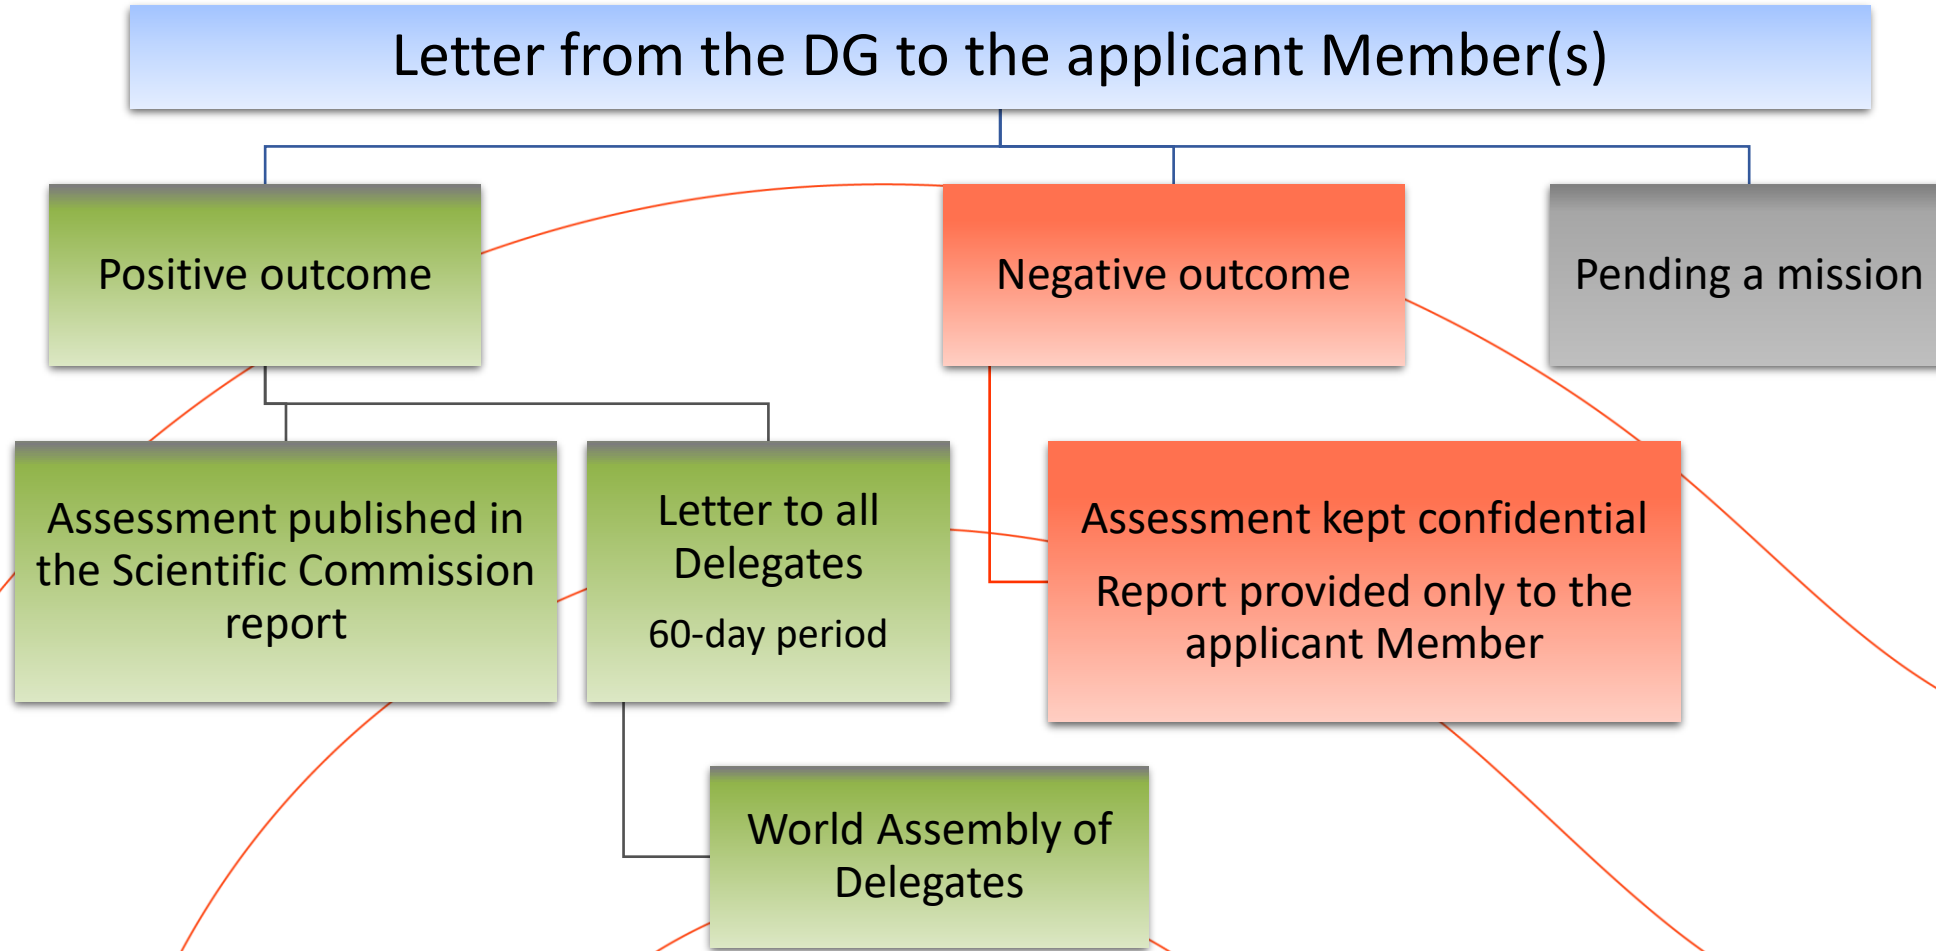 Letter from the DG to the applicant Member(s)
Positive outcome
Negative outcome
Pending a mission
Assessment published in
the Scientific Commission
report
Letter to all
Delegates
60-day period
Assessment kept confidential
Report provided only to the
applicant Member
World Assembly of
Delegates